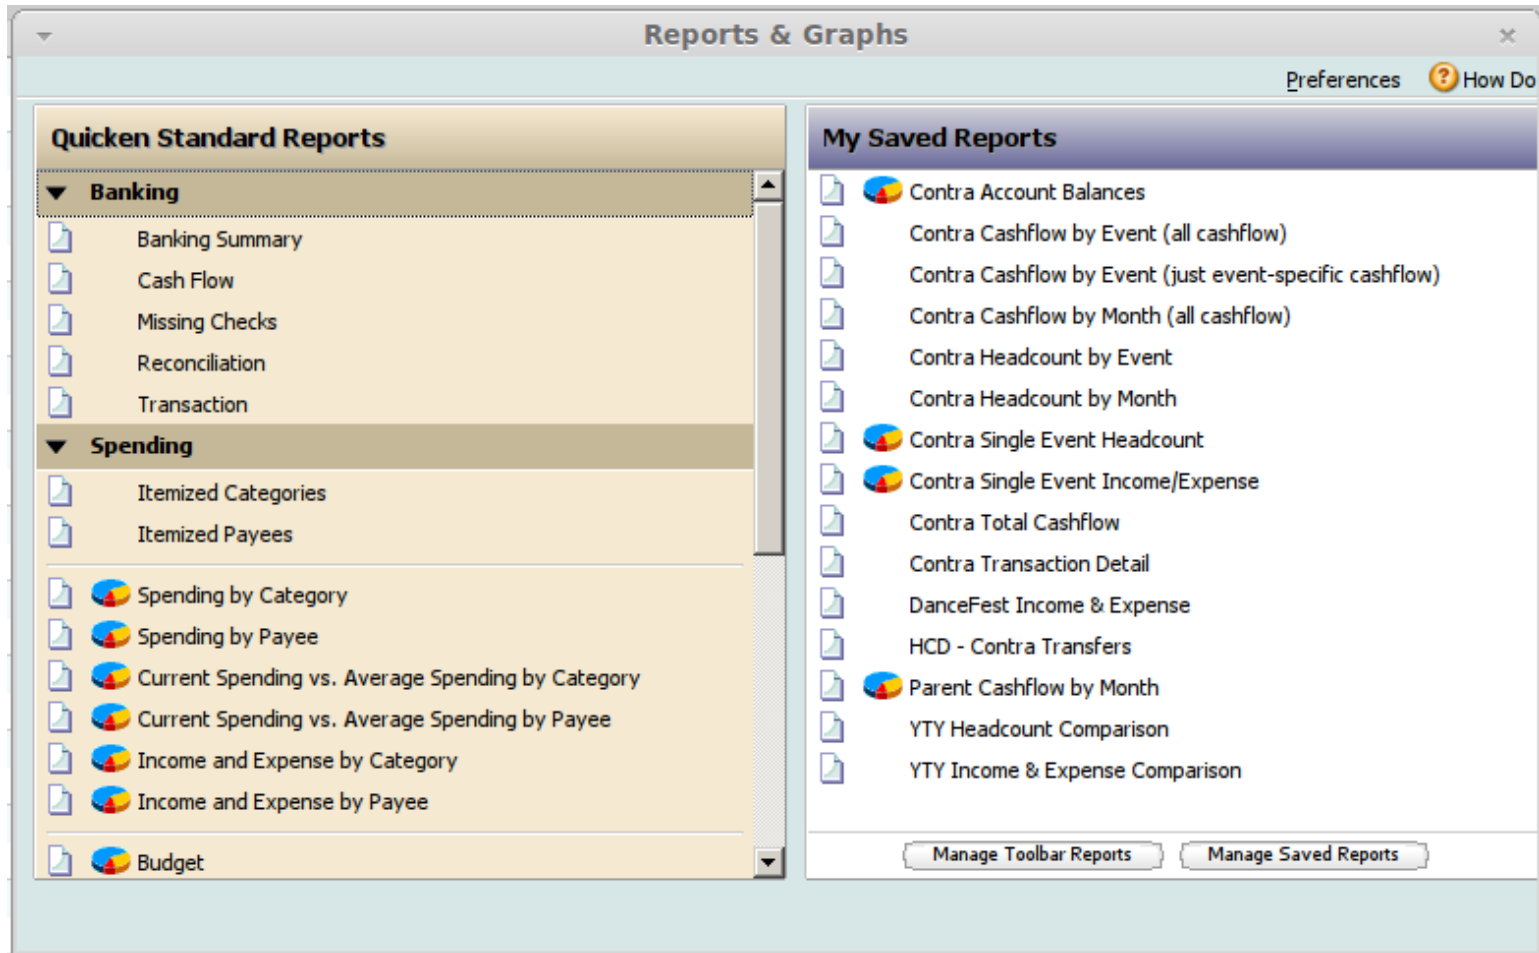 Reports & Graphs
Preferences
How Do
Quicken Standard Reports
Banking
Banking Summary
Cash Flow
Missing Checks
Reconciliation
Transaction
Spending
Itemized Categories
Itemized Payees
Spending by Category
Spending by Payee
Current Spending vs. Average Spending by Category
Current Spending vs. Average Spending by Payee
Income and Expense by Category
Income and Expense by Payee
Budget
My Saved Reports
Contra Account Balances
Contra Cashflow by Event (all cashflow)
Contra Cashflow by Event (just event-specific cashflow)
Contra Cashflow by Month (all cashflow)
Contra Headcount by Event
Contra Headcount by Month
Contra Single Event Headcount
Contra Single Event Income/Expense
Contra Total Cashflow
Contra Transaction Detail
DanceFest Income & Expense
HCD - Contra Transfers
Parent Cashflow by Month
YTY Headcount Comparison
YTY Income & Expense Comparison
Manage Toolbar Reports
Manage Saved Reports